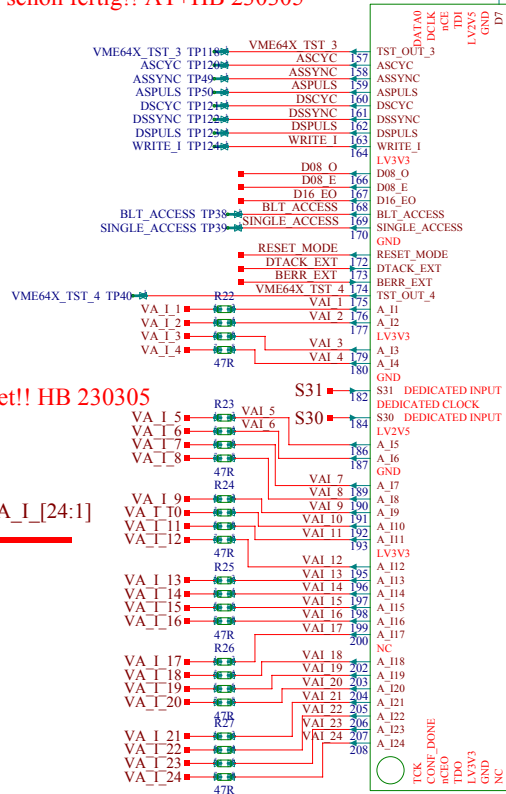 schon fertig!! AT+HB 230305
DATA0
DCLK
nCE
TDI
LV2V5
GND
D7
VME64X_TST_3 TP118 VME64X_TST_3 TST_OUT_3
ASCYC TP120 ASCYC 157 ASCYC
ASSYNC TP49 ASSYNC 158 ASSYNC
ASPULS TP50 ASPULS 159 ASPULS
DSCYC TP121 DSCYC 160 DSCYC
DSSYNC TP122 DSSYNC 161 DSSYNC
DSPULS TP123 DSPULS 162 DSPULS
WRITE_I TP124 WRITE_I 163 WRITE_I
164 LV3V3
D08_O D08_O
D08_E 166 D08_E
D16_EO 167 D16_EO
BLT_ACCESS TP38 BLT_ACCESS 168 BLT_ACCESS
SINGLE_ACCESS TP39 SINGLE_ACCESS 169 SINGLE_ACCESS
170 GND
RESET_MODE RESET_MODE
DTACK_EXT 172 DTACK_EXT
BERR_EXT 173 BERR_EXT
VME64X_TST_4 TP40 VME64X_TST_4 174 TST_OUT_4
R22
VA_I_1 VAI_1 175 A_I1
VA_I_2 VAI_2 176 A_I2
177 LV3V3
VA_I_3 VAI_3 A_I3
VA_I_4 VAI_4 179 A_I4
47R 180 GND
S31 S31 DEDICATED INPUT
182 DEDICATED CLOCK
et!! HB 230305
S30 S30 DEDICATED INPUT
184 LV2V5
R23
VA_I_5 VAI_5 A_I5
VA_I_6 VAI_6 186 A_I6
187 GND
VA_I_7 VAI_7 A_I7
VA_I_8 VAI_8 189 A_I8
47R
R24
VA_I_9 VAI_9 190 A_I9
A_I_[24:1]
VA_I_10 VAI_10 191 A_I10
VA_I_11 VAI_11 192 A_I11
193 LV3V3
VA_I_12 VAI_12 A_I12
47R
R25
VA_I_13 VAI_13 195 A_I13
VA_I_14 VAI_14 196 A_I14
VA_I_15 VAI_15 197 A_I15
VA_I_16 VAI_16 198 A_I16
47R
R26
VA_I_17 VAI_17 199 A_I17
200 NC
VA_I_18 VAI_18 A_I18
VA_I_19 VAI_19 202 A_I19
VA_I_20 VAI_20 203 A_I20
47R
R27
VA_I_21 VAI_21 204 A_I21
VA_I_22 VAI_22 205 A_I22
VA_I_23 VAI_23 206 A_I23
VA_I_24 VAI_24 207 A_I24
47R 208
TCK
CONF_DONE
nCEO
TDO
LV3V3
GND
NC